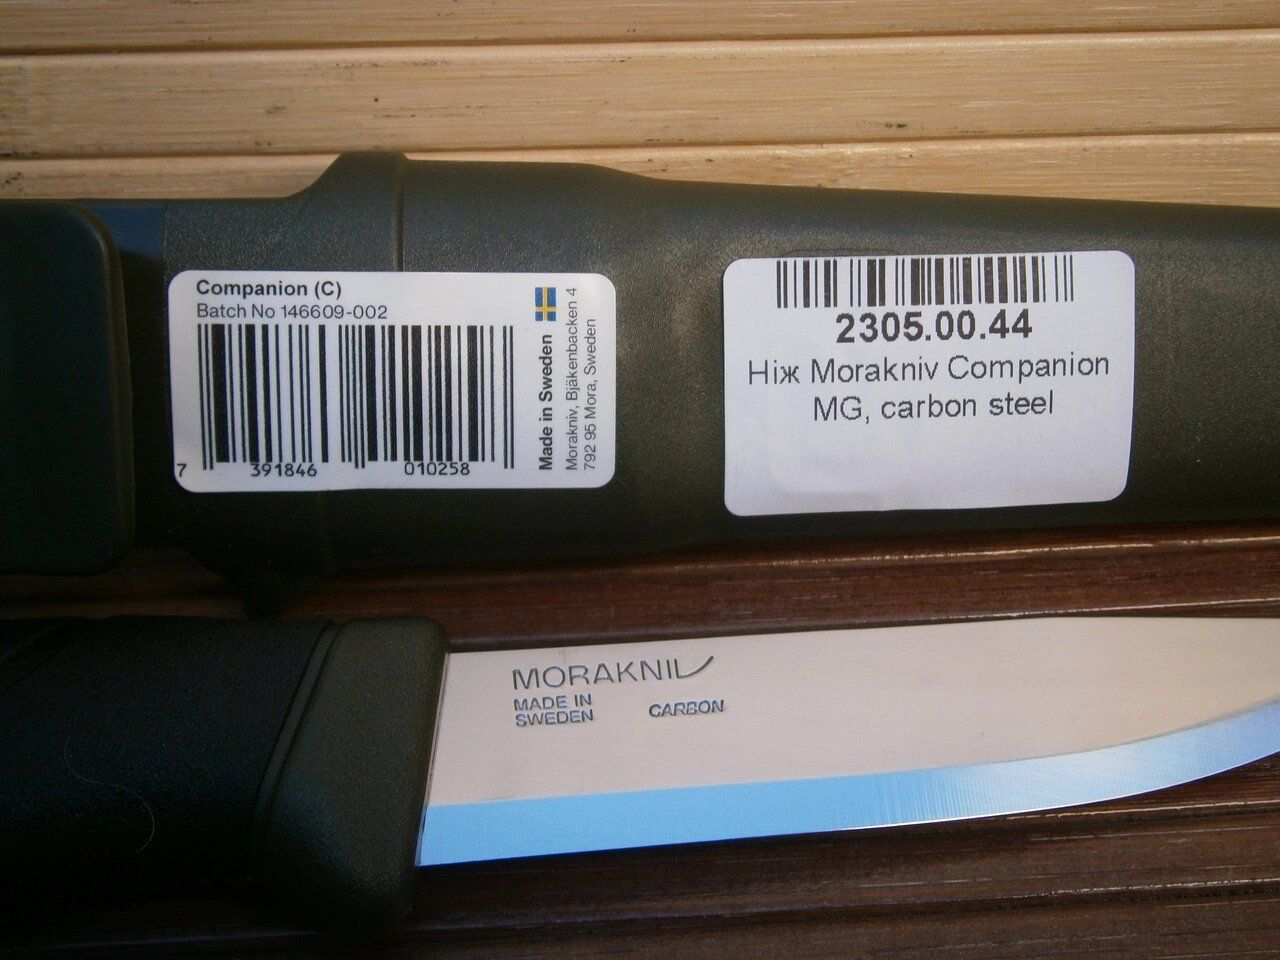 Companion (C)
Batch No 146609-002
7 391846 010258
Made in Sweden
Morakniv, Bjäkenbacken 4
792 95 Mora, Sweden
2305.00.44
Ніж Morakniv Companion
MG, carbon steel
MORAKNIV
MADE IN
SWEDEN
CARBON